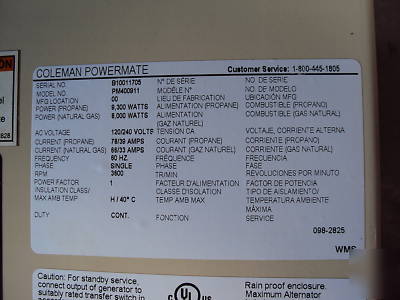 COLEMAN POWERMATE Customer Service: 1-800-445-1805
SERIAL NO. B10011705 N° DE SÉRIE NO. DE SERIE
MODEL NO. PM400911 MODÈLE N° NO. DE MODELO
MFG LOCATION 00 LIEU DE FABRICATION UBICACIÓN MFG
POWER (PROPANE) 9,300 WATTS ALIMENTATION (PROPANE) COMBUSTIBLE (PROPANO)
POWER (NATURAL GAS) 8,000 WATTS ALIMENTATION (GAZ NATUREL) COMBUSTIBLE (GAS NATURAL)
AC VOLTAGE 120/240 VOLTS TENSION CA VOLTAJE, CORRIENTE ALTERNA
CURRENT (PROPANE) 78/39 AMPS COURANT (PROPANE) CORRIENTE (PROPANO)
CURRENT (NATURAL GAS) 66/33 AMPS COURANT (GAZ NATUREL) CORRIENTE (GAS NATURAL)
FREQUENCY 60 HZ. FRÉQUENCE FRECUENCIA
PHASE SINGLE PHASE FASE
RPM 3600 TR/MIN REVOLUCIONES POR MINUTO
POWER FACTOR 1 FACTEUR D'ALIMENTATION FACTOR DE POTENCIA
INSULATION CLASS/ CLASSE D'ISOLATION TIPO DE AISLAMIENTO/
MAX AMB TEMP H / 40° C TEMP AMB MAX TEMPERATURA AMBIENTE MÁXIMA
DUTY CONT. FONCTION SERVICE
098-2825
WMS
el
te
2828
Caution: For standby service,
connect output of generator to
suitably rated transfer switch in
UL
Rain proof enclosure.
Maximum Alternator